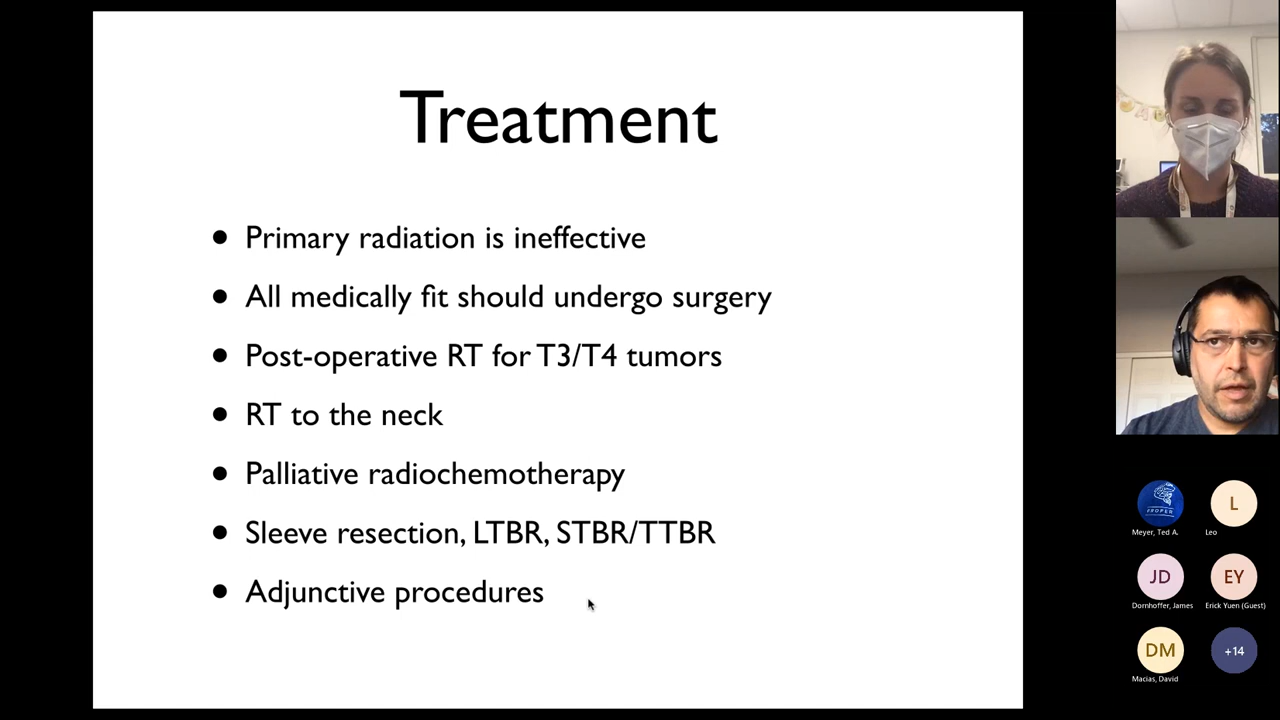 Treatment
• Primary radiation is ineffective
• All medically fit should undergo surgery
• Post-operative RT for T3/T4 tumors
• RT to the neck
• Palliative radiochemotherapy
• Sleeve resection, LTBR, STBR/TTBR
• Adjunctive procedures
PROPER
L
Meyer, Ted A.
Leo
JD
EY
Dornhoffer, James
Erick Yuen (Guest)
DM
+14
Macias, David